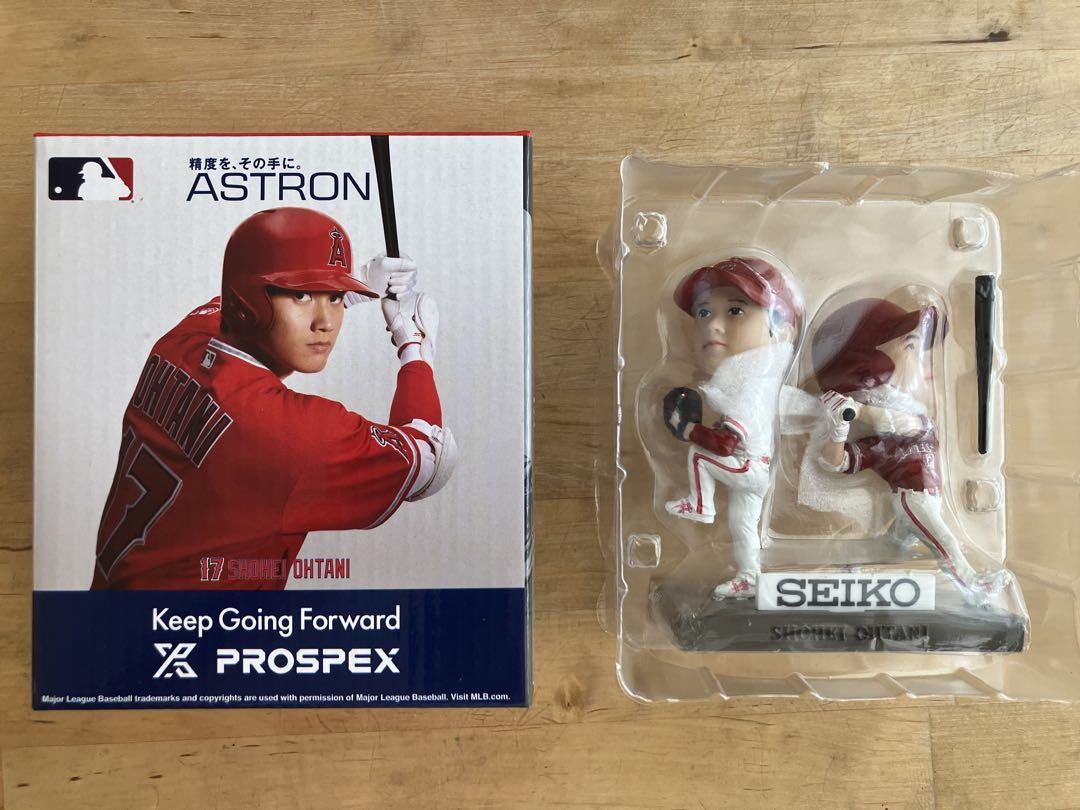 精度を、その手に。
ASTRON
A
OHTANI
17
17 SHOHEI OHTANI
Keep Going Forward
PROSPEX
Major League Baseball trademarks and copyrights are used with permission of Major League Baseball. Visit MLB.com.
SEIKO
SHOHEI OHTANI